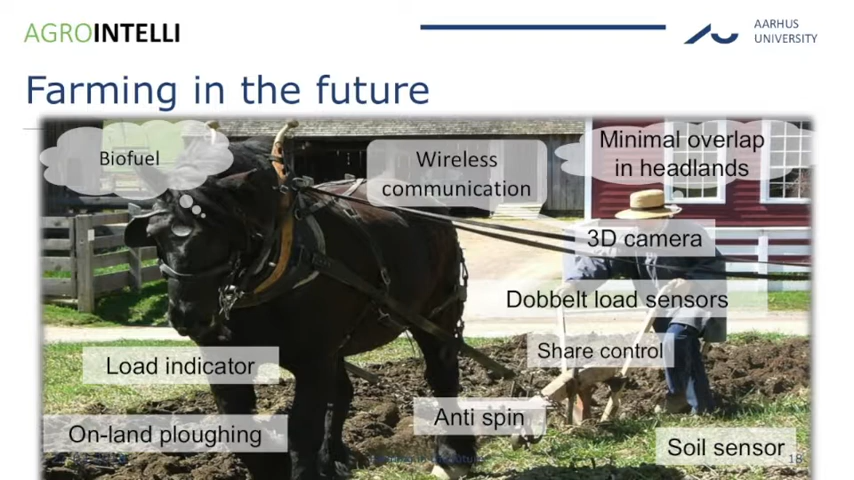 AGROINTELLI
AARHUS
UNIVERSITY
Farming in the future
Biofuel
Wireless
communication
Minimal overlap
in headlands
3D camera
Dobbelt load sensors
Share control
Load indicator
Anti spin
On-land ploughing
Soil sensor
18